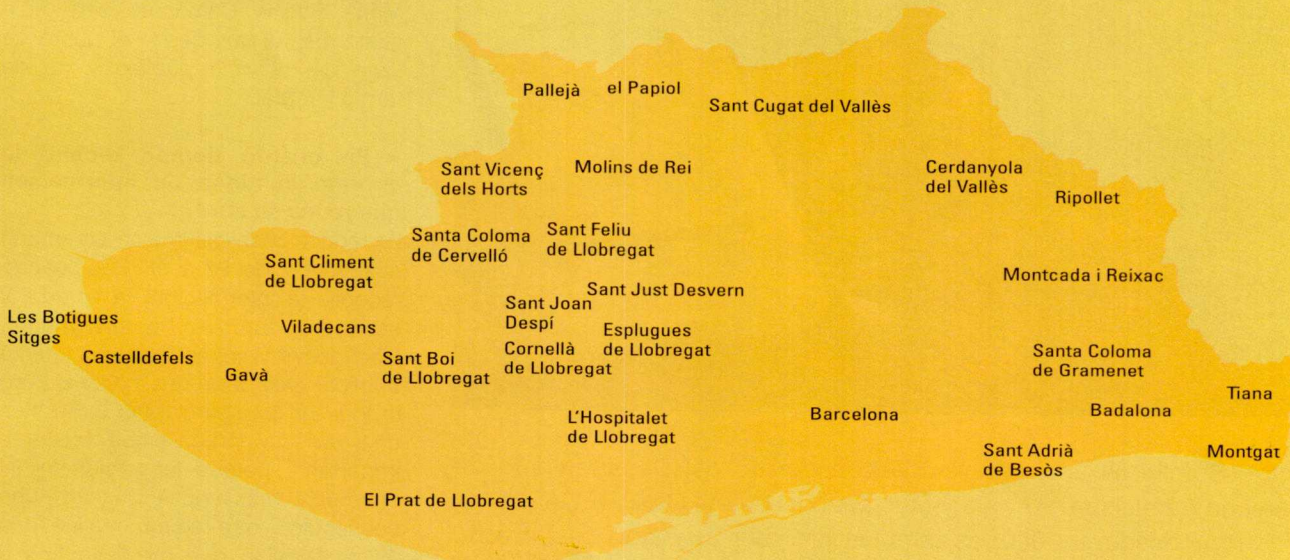 Pallejà
el Papiol
Sant Cugat del Vallès
Sant Vicenç
dels Horts
Molins de Rei
Cerdanyola
del Vallès
Ripollet
Santa Coloma
de Cervelló
Sant Feliu
de Llobregat
Sant Climent
de Llobregat
Montcada i Reixac
Sant Just Desvern
Sant Joan
Despí
Les Botigues
Sitges
Viladecans
Esplugues
de Llobregat
Castelldefels
Gavà
Sant Boi
de Llobregat
Cornellà
de Llobregat
Santa Coloma
de Gramenet
Tiana
L'Hospitalet
de Llobregat
Barcelona
Badalona
Sant Adrià
de Besòs
Montgat
El Prat de Llobregat